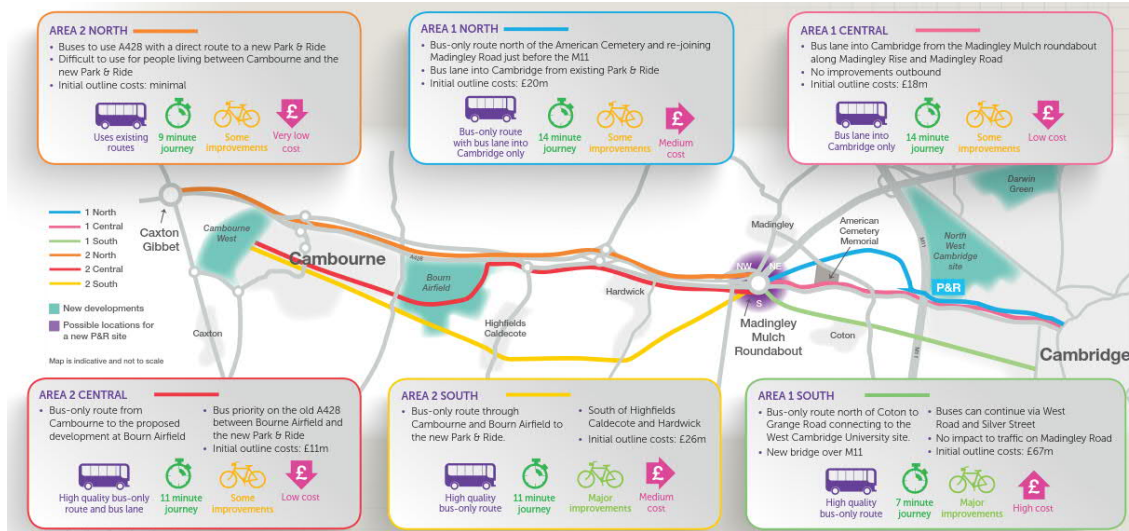 AREA 2 NORTH
• Buses to use A428 with a direct route to a new Park & Ride
• Difficult to use for people living between Cambourne and the
new Park & Ride
• Initial outline costs: minimal
Uses existing
routes
9 minute
journey
Some
improvements
£
Very low
cost
AREA 1 NORTH
• Bus-only route north of the American Cemetery and re-joining
Madingley Road just before the M11
• Bus lane into Cambridge from existing Park & Ride
• Initial outline costs: £20m
Bus-only route
with bus lane into
Cambridge only
14 minute
journey
Some
improvements
£
Medium
cost
AREA 1 CENTRAL
• Bus lane into Cambridge from the Madingley Mulch roundabout
along Madingley Rise and Madingley Road
• No improvements outbound
• Initial outline costs: £18m
Bus lane into
Cambridge only
14 minute
journey
Some
improvements
£
Low cost
1 North
1 Central
1 South
2 North
2 Central
2 South
New developments
Possible locations for
a new P&R site
Map is indicative and not to scale
Caxton
Gibbet
Cambourne
West
Cambourne
Caxton
A428
Bourn
Airfield
Highfields
Caldecote
Hardwick
Madingley
NW
NE
S
Madingley
Mulch
Roundabout
American
Cemetery
Memorial
Coton
M11
M11
North
West
Cambridge
site
P&R
Darwin
Green
Cambridge
AREA 2 CENTRAL
• Bus-only route from
Cambourne to the proposed
development at Bourn Airfield
• Bus priority on the old A428
between Bourne Airfield and
the new Park & Ride
• Initial outline costs: £11m
High quality bus-only
route and bus lane
11 minute
journey
Some
improvements
£
Low cost
AREA 2 SOUTH
• Bus-only route through
Cambourne and Bourn Airfield to
the new Park & Ride.
• South of Highfields
Caldecote and Hardwick
• Initial outline costs: £26m
High quality
bus-only route
11 minute
journey
Major
improvements
£
Medium
cost
AREA 1 SOUTH
• Bus-only route north of Coton to
Grange Road connecting to the
West Cambridge University site.
• New bridge over M11
• Buses can continue via West
Road and Silver Street
• No impact to traffic on Madingley Road
• Initial outline costs: £67m
High quality
bus-only route
7 minute
journey
Major
improvements
£
High cost